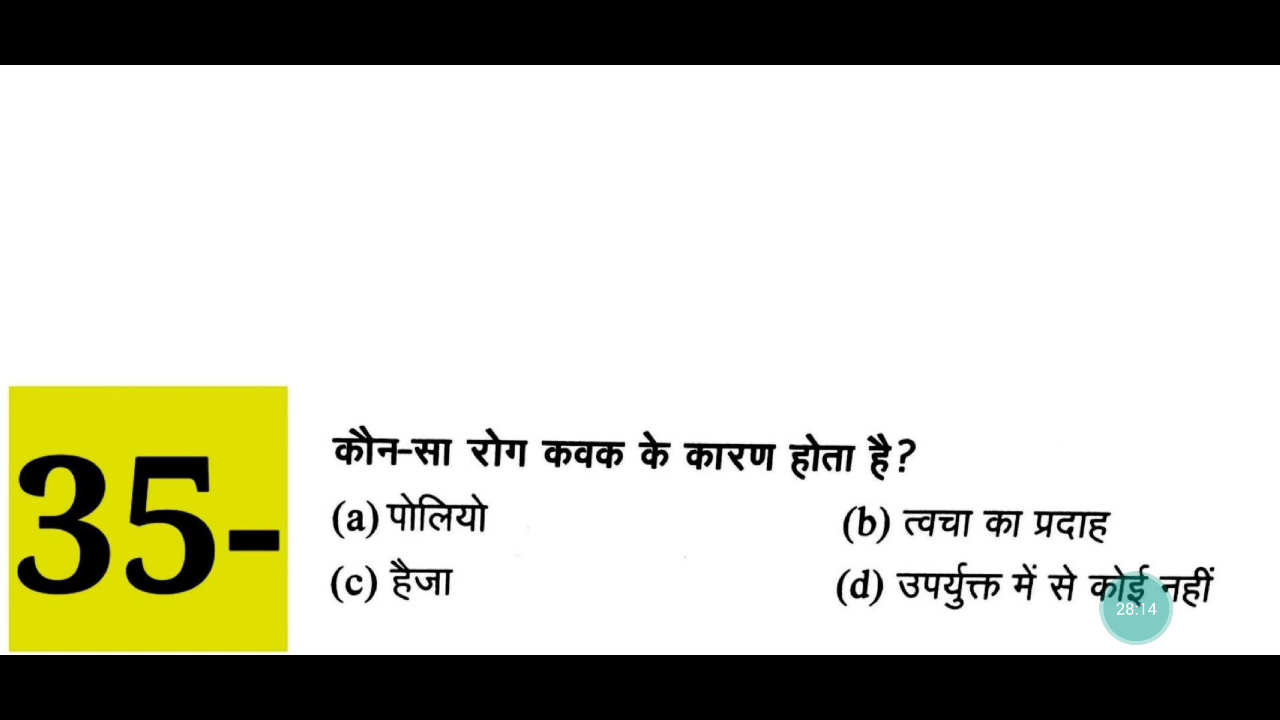 35-
कौन-सा रोग कवक के कारण होता है?
(a) पोलियो
(b) त्वचा का प्रदाह
(c) हैजा
(d) उपर्युक्त में से कोई नहीं
28:14